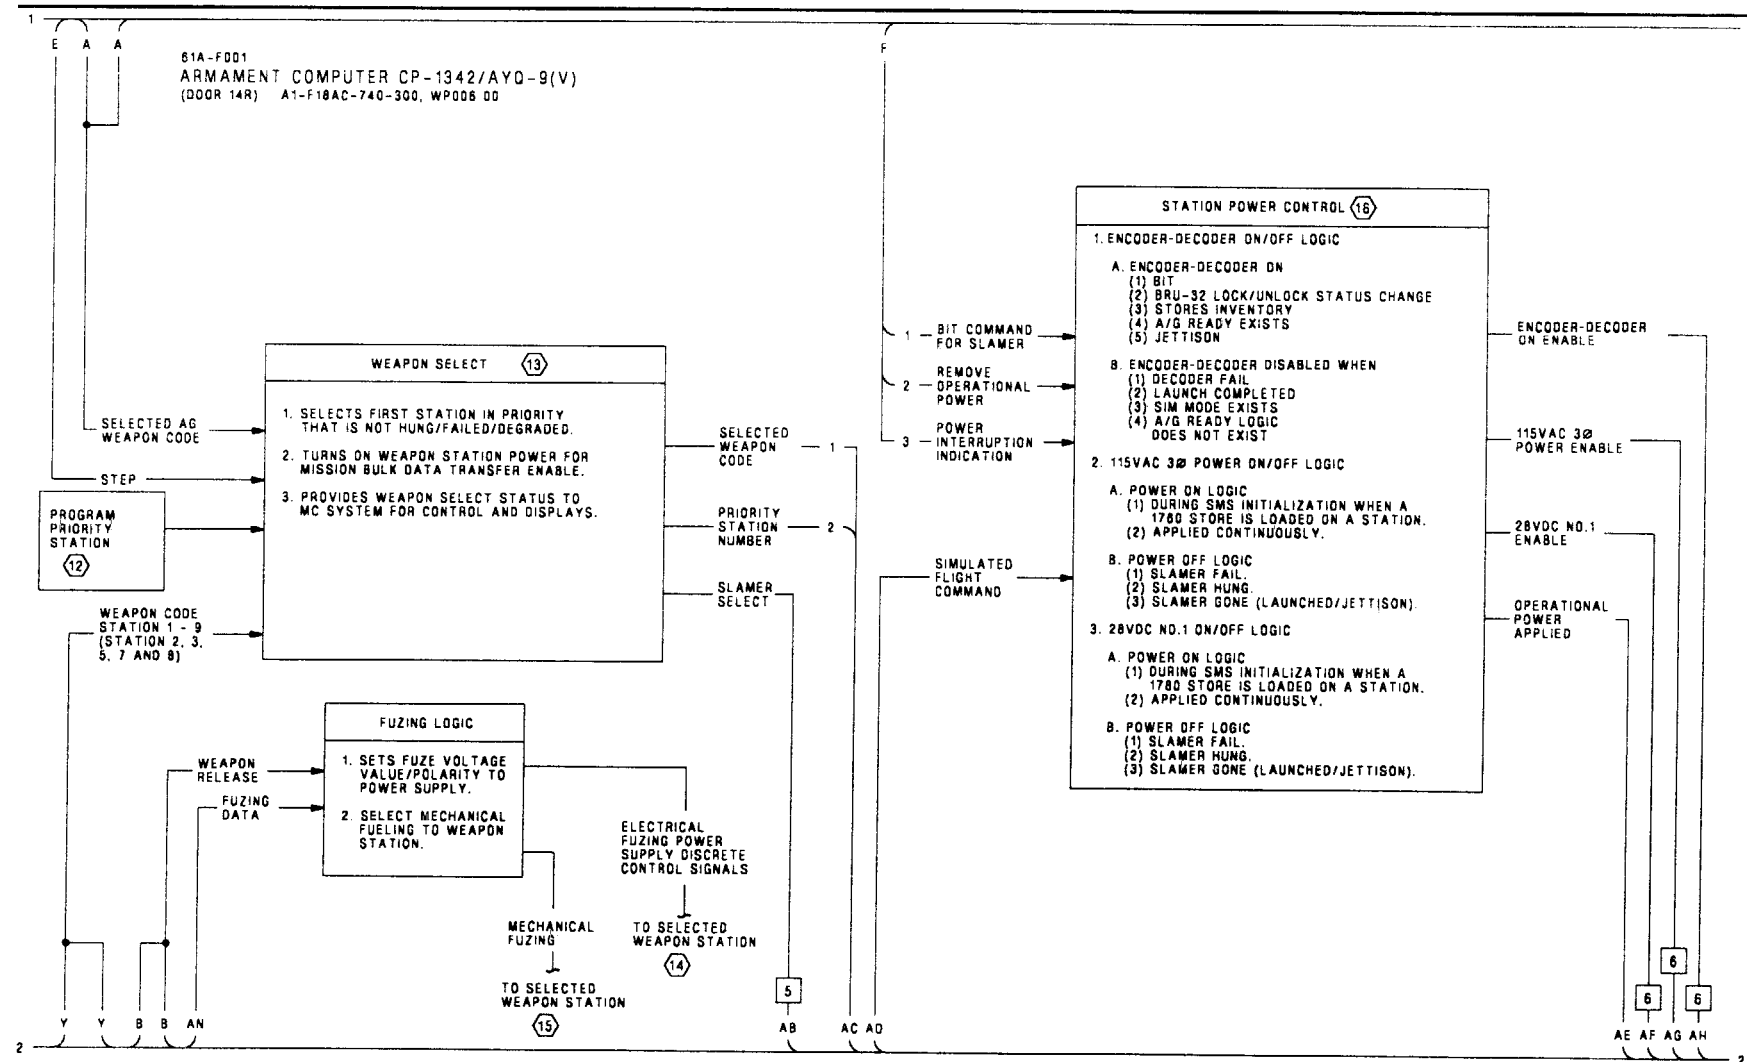 1
E A A
61A-F001
ARMAMENT COMPUTER CP-1342/AYQ-9(V)
(DOOR 14R) A1-F18AC-740-300, WP006 00
F
WEAPON SELECT 13
1. SELECTS FIRST STATION IN PRIORITY
THAT IS NOT HUNG/FAILED/DEGRADED.
2. TURNS ON WEAPON STATION POWER FOR
MISSION BULK DATA TRANSFER ENABLE.
3. PROVIDES WEAPON SELECT STATUS TO
MC SYSTEM FOR CONTROL AND DISPLAYS.
SELECTED AG
WEAPON CODE
STEP
PROGRAM
PRIORITY
STATION
12
WEAPON CODE
STATION 1 - 9
(STATION 2, 3,
5, 7 AND 8)
SELECTED
WEAPON
CODE
1
PRIORITY
STATION
NUMBER
2
SLAMER
SELECT
FUZING LOGIC
1. SETS FUZE VOLTAGE
VALUE/POLARITY TO
POWER SUPPLY.
2. SELECT MECHANICAL
FUELING TO WEAPON
STATION.
WEAPON
RELEASE
FUZING
DATA
ELECTRICAL
FUZING POWER
SUPPLY DISCRETE
CONTROL SIGNALS
TO SELECTED
WEAPON STATION
14
MECHANICAL
FUZING
TO SELECTED
WEAPON STATION
15
STATION POWER CONTROL 16
1. ENCODER-DECODER ON/OFF LOGIC
A. ENCODER-DECODER ON
(1) BIT
(2) BRU-32 LOCK/UNLOCK STATUS CHANGE
(3) STORES INVENTORY
(4) A/G READY EXISTS
(5) JETTISON
B. ENCODER-DECODER DISABLED WHEN
(1) DECODER FAIL
(2) LAUNCH COMPLETED
(3) SIM MODE EXISTS
(4) A/G READY LOGIC
DOES NOT EXIST
2. 115VAC 3Ø POWER ON/OFF LOGIC
A. POWER ON LOGIC
(1) DURING SMS INITIALIZATION WHEN A
1760 STORE IS LOADED ON A STATION.
(2) APPLIED CONTINUOUSLY.
B. POWER OFF LOGIC
(1) SLAMER FAIL.
(2) SLAMER HUNG.
(3) SLAMER GONE (LAUNCHED/JETTISON).
3. 28VDC NO.1 ON/OFF LOGIC
A. POWER ON LOGIC
(1) DURING SMS INITIALIZATION WHEN A
1760 STORE IS LOADED ON A STATION.
(2) APPLIED CONTINUOUSLY.
B. POWER OFF LOGIC
(1) SLAMER FAIL.
(2) SLAMER HUNG.
(3) SLAMER GONE (LAUNCHED/JETTISON).
1 BIT COMMAND
FOR SLAMER
2 REMOVE
OPERATIONAL
POWER
3 POWER
INTERRUPTION
INDICATION
SIMULATED
FLIGHT
COMMAND
ENCODER-DECODER
ON ENABLE
115VAC 3Ø
POWER ENABLE
28VDC NO.1
ENABLE
OPERATIONAL
POWER
APPLIED
5
6
6 6
Y Y B B AN AB AC AD AE AF AG AH
2 2